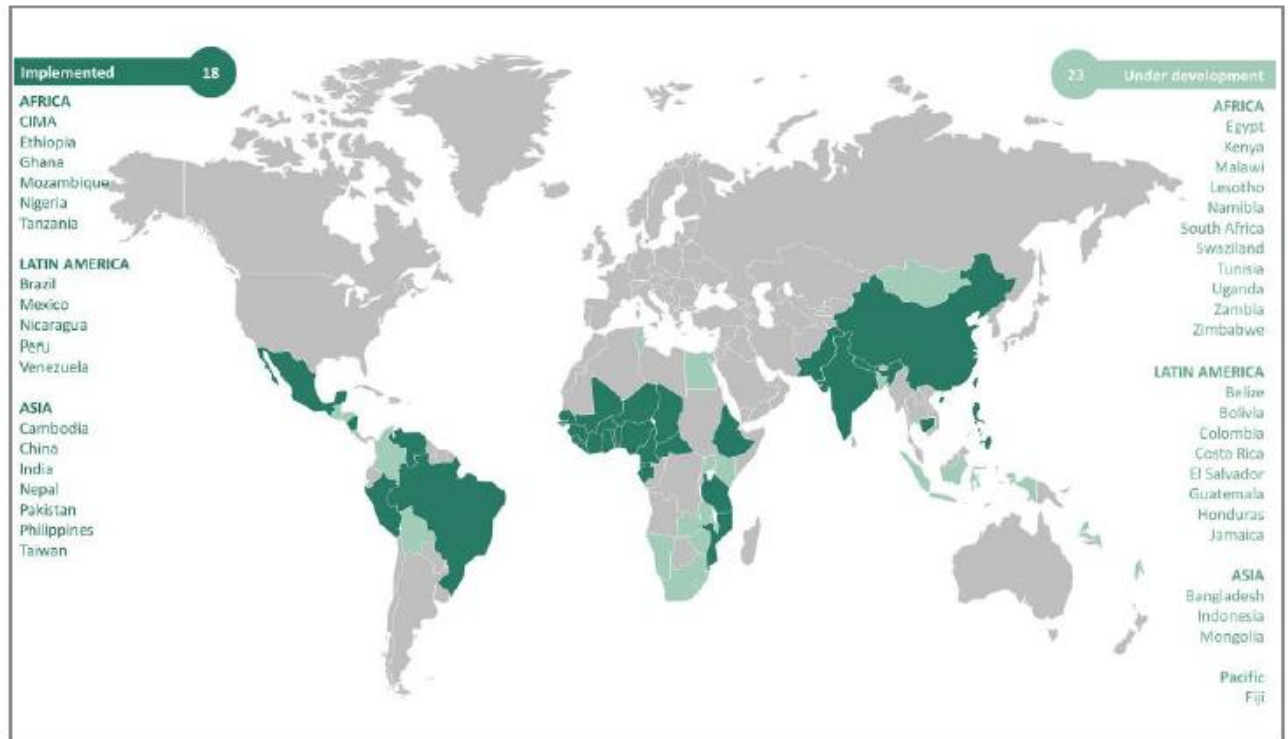 Implemented 18
AFRICA
CIMA
Ethiopia
Ghana
Mozambique
Nigeria
Tanzania
LATIN AMERICA
Brazil
Mexico
Nicaragua
Peru
Venezuela
ASIA
Cambodia
China
India
Nepal
Pakistan
Philippines
Taiwan
23 Under development
AFRICA
Egypt
Kenya
Malawi
Lesotho
Namibia
South Africa
Swaziland
Tunisia
Uganda
Zambia
Zimbabwe
LATIN AMERICA
Belize
Bolivia
Colombia
Costa Rica
El Salvador
Guatemala
Honduras
Jamaica
ASIA
Bangladesh
Indonesia
Mongolia
Pacific
Fiji